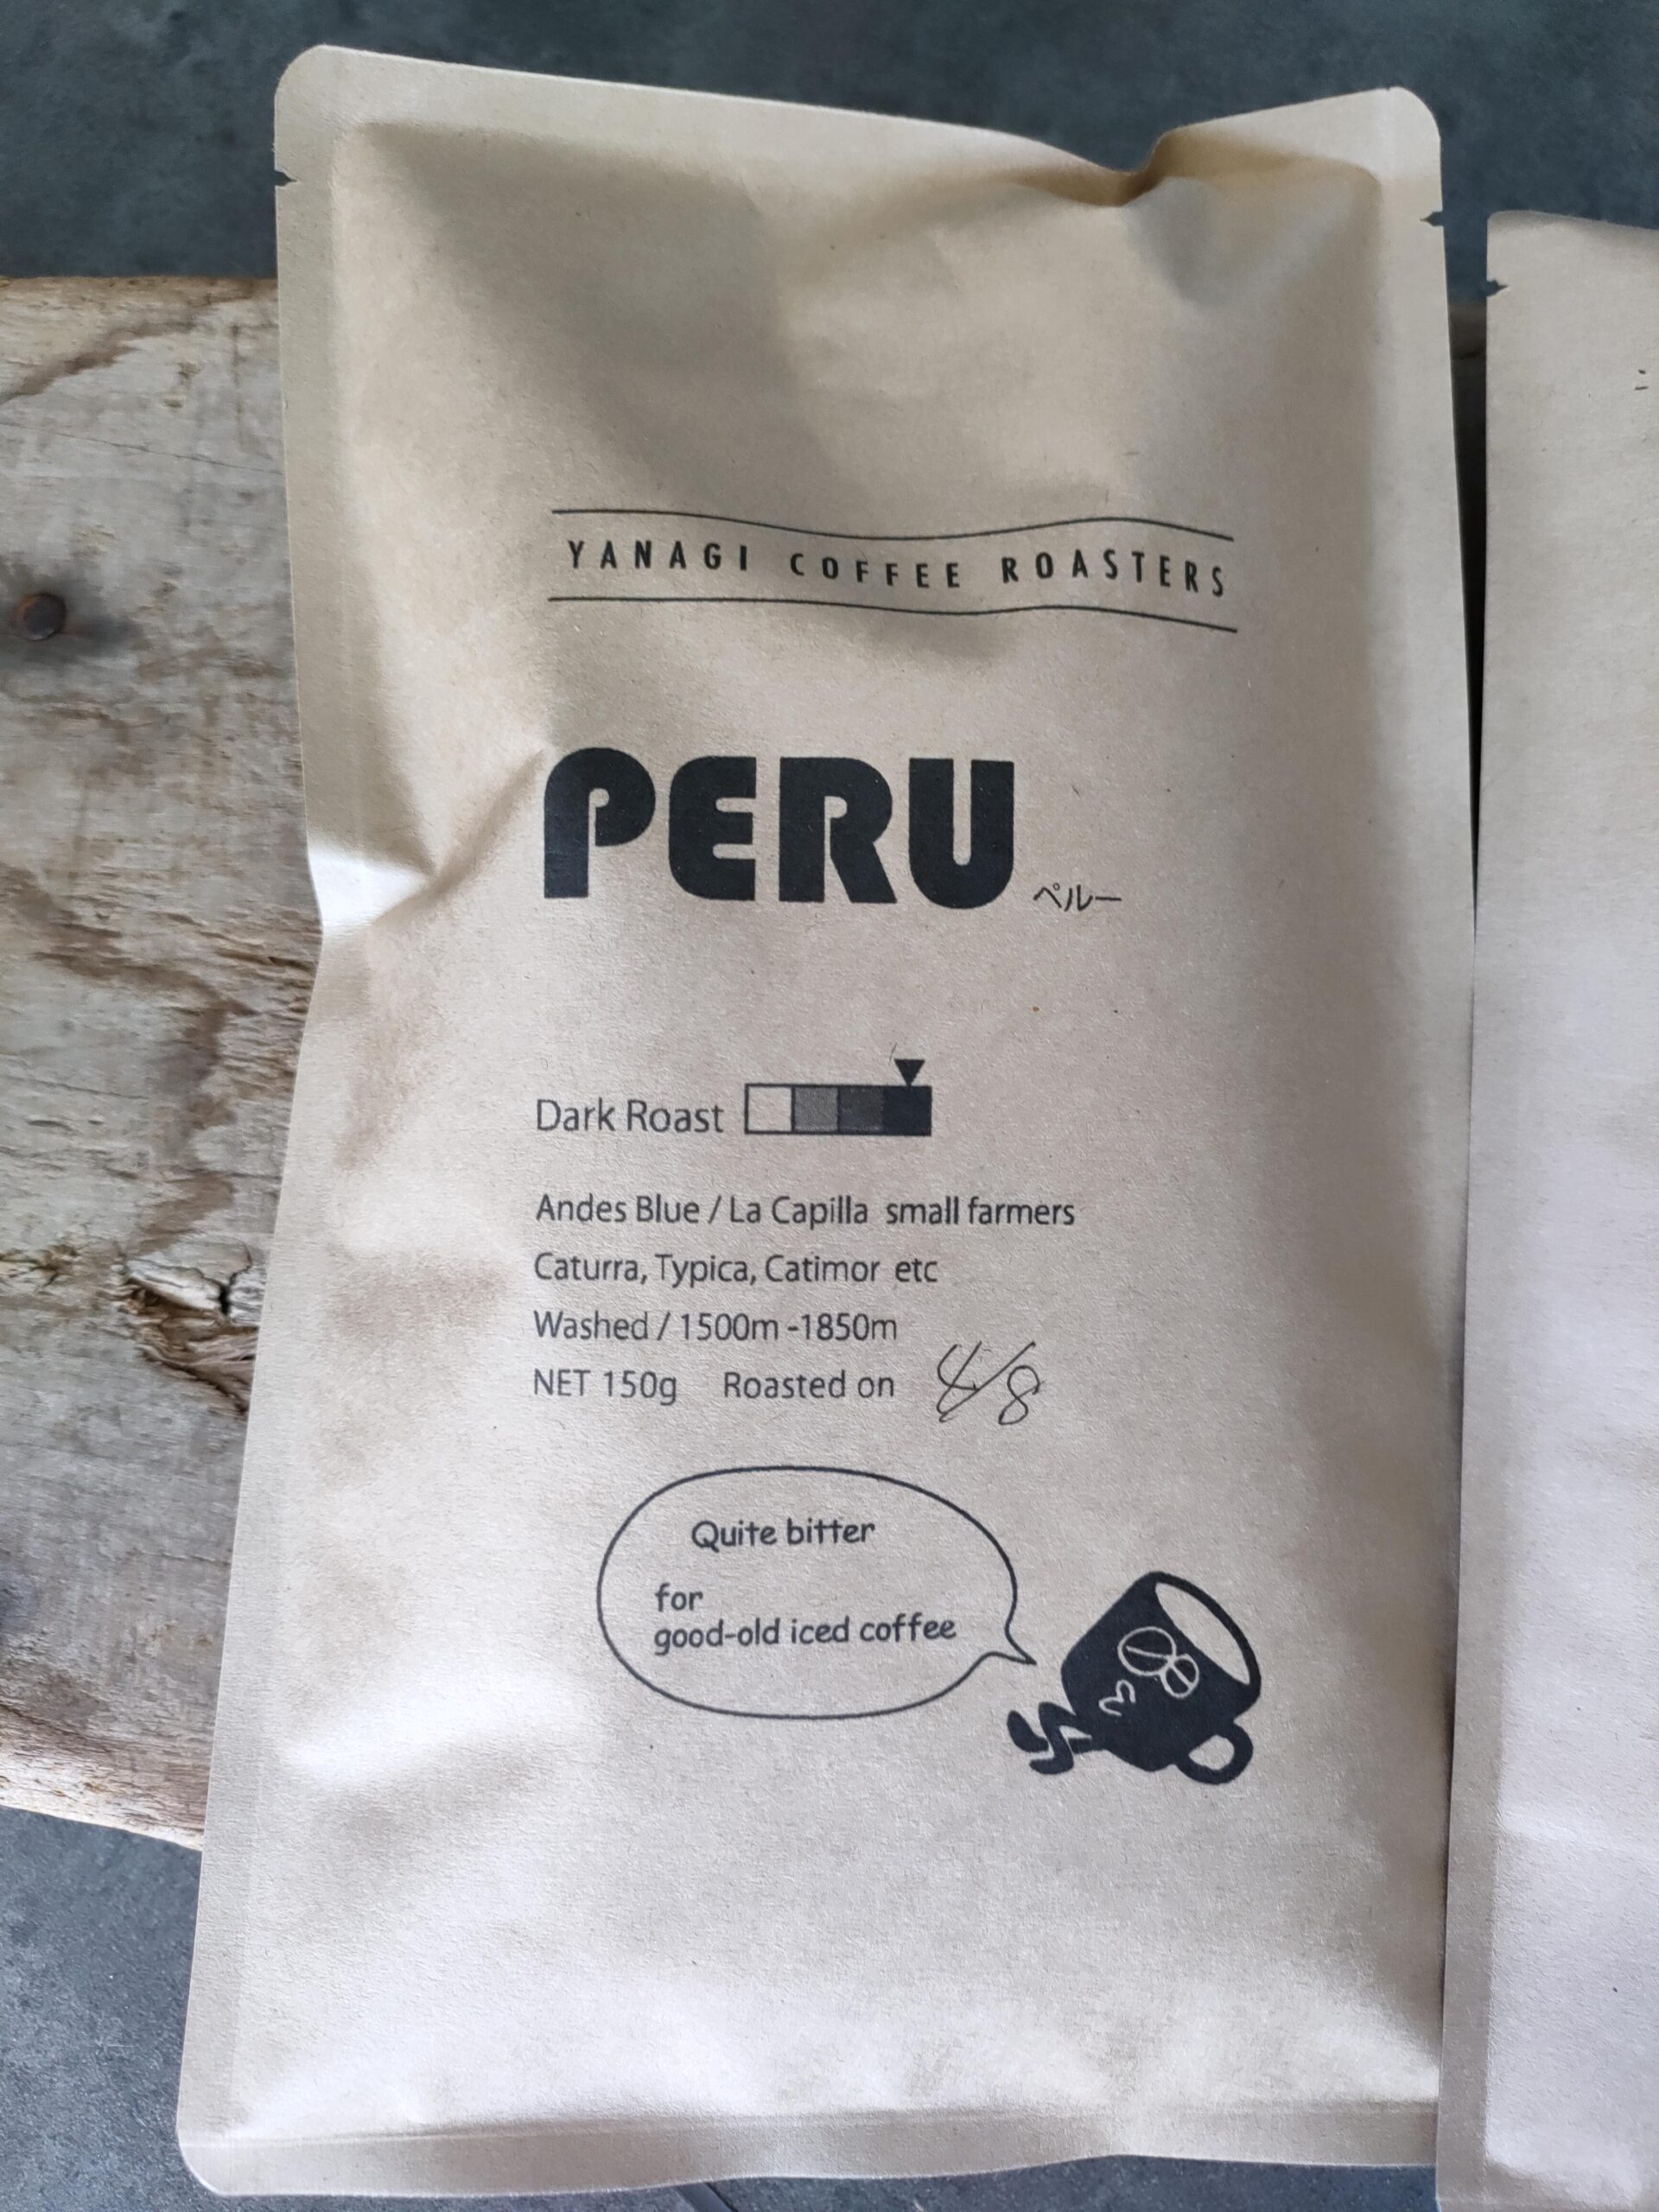 YANAGI COFFEE ROASTERS
PERU ペルー
Dark Roast
Andes Blue / La Capilla small farmers
Caturra, Typica, Catimor etc
Washed / 1500m -1850m
NET 150g Roasted on 4/8
Quite bitter
for
good-old iced coffee